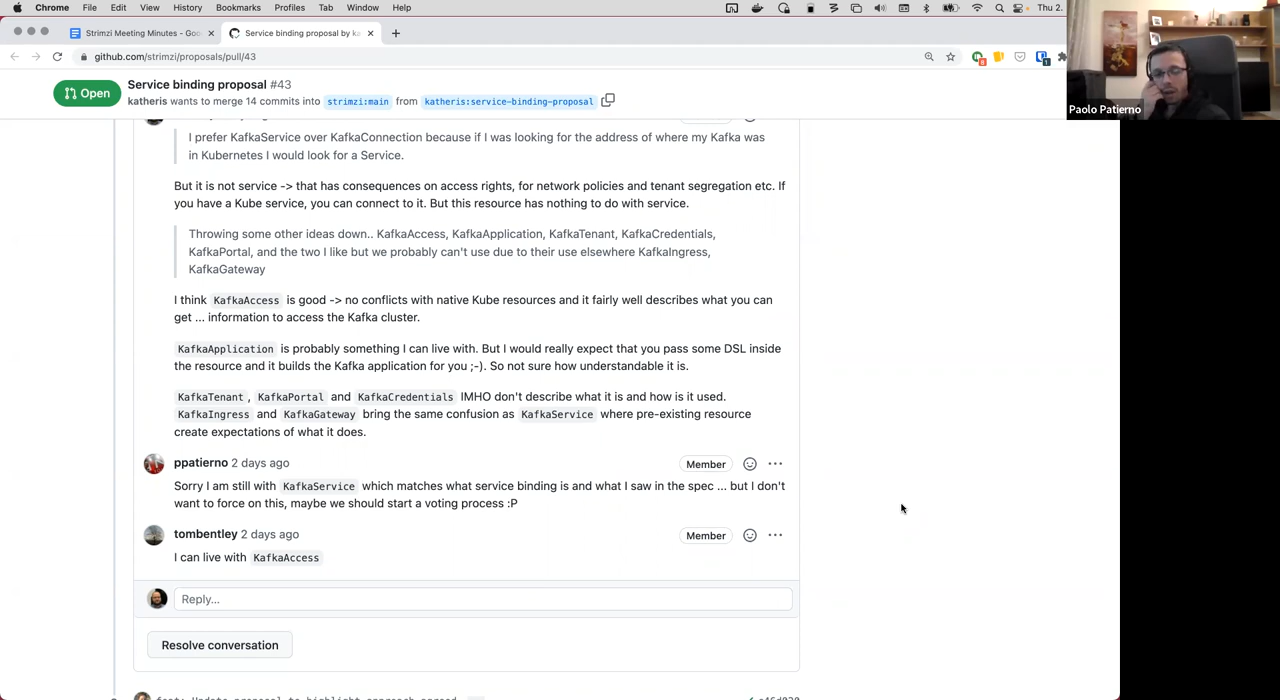 Chrome File Edit View History Bookmarks Profiles Tab Window Help Thu 2.
Strimzi Meeting Minutes - Goo
Service binding proposal by ka
github.com/strimzi/proposals/pull/43
Open
Service binding proposal #43
katheris wants to merge 14 commits into strimzi:main from katheris:service-binding-proposal
Paolo Patierno
I prefer KafkaService over KafkaConnection because if I was looking for the address of where my Kafka was
in Kubernetes I would look for a Service.
But it is not service -> that has consequences on access rights, for network policies and tenant segregation etc. If
you have a Kube service, you can connect to it. But this resource has nothing to do with service.
Throwing some other ideas down.. KafkaAccess, KafkaApplication, KafkaTenant, KafkaCredentials,
KafkaPortal, and the two I like but we probably can't use due to their use elsewhere KafkaIngress,
KafkaGateway
I think KafkaAccess is good -> no conflicts with native Kube resources and it fairly well describes what you can
get ... information to access the Kafka cluster.
KafkaApplication is probably something I can live with. But I would really expect that you pass some DSL inside
the resource and it builds the Kafka application for you ;-). So not sure how understandable it is.
KafkaTenant , KafkaPortal and KafkaCredentials IMHO don't describe what it is and how is it used.
KafkaIngress and KafkaGateway bring the same confusion as KafkaService where pre-existing resource
create expectations of what it does.
ppatierno 2 days ago
Member
Sorry I am still with KafkaService which matches what service binding is and what I saw in the spec ... but I don't
want to force on this, maybe we should start a voting process :P
tombentley 2 days ago
Member
I can live with KafkaAccess
Reply...
Resolve conversation